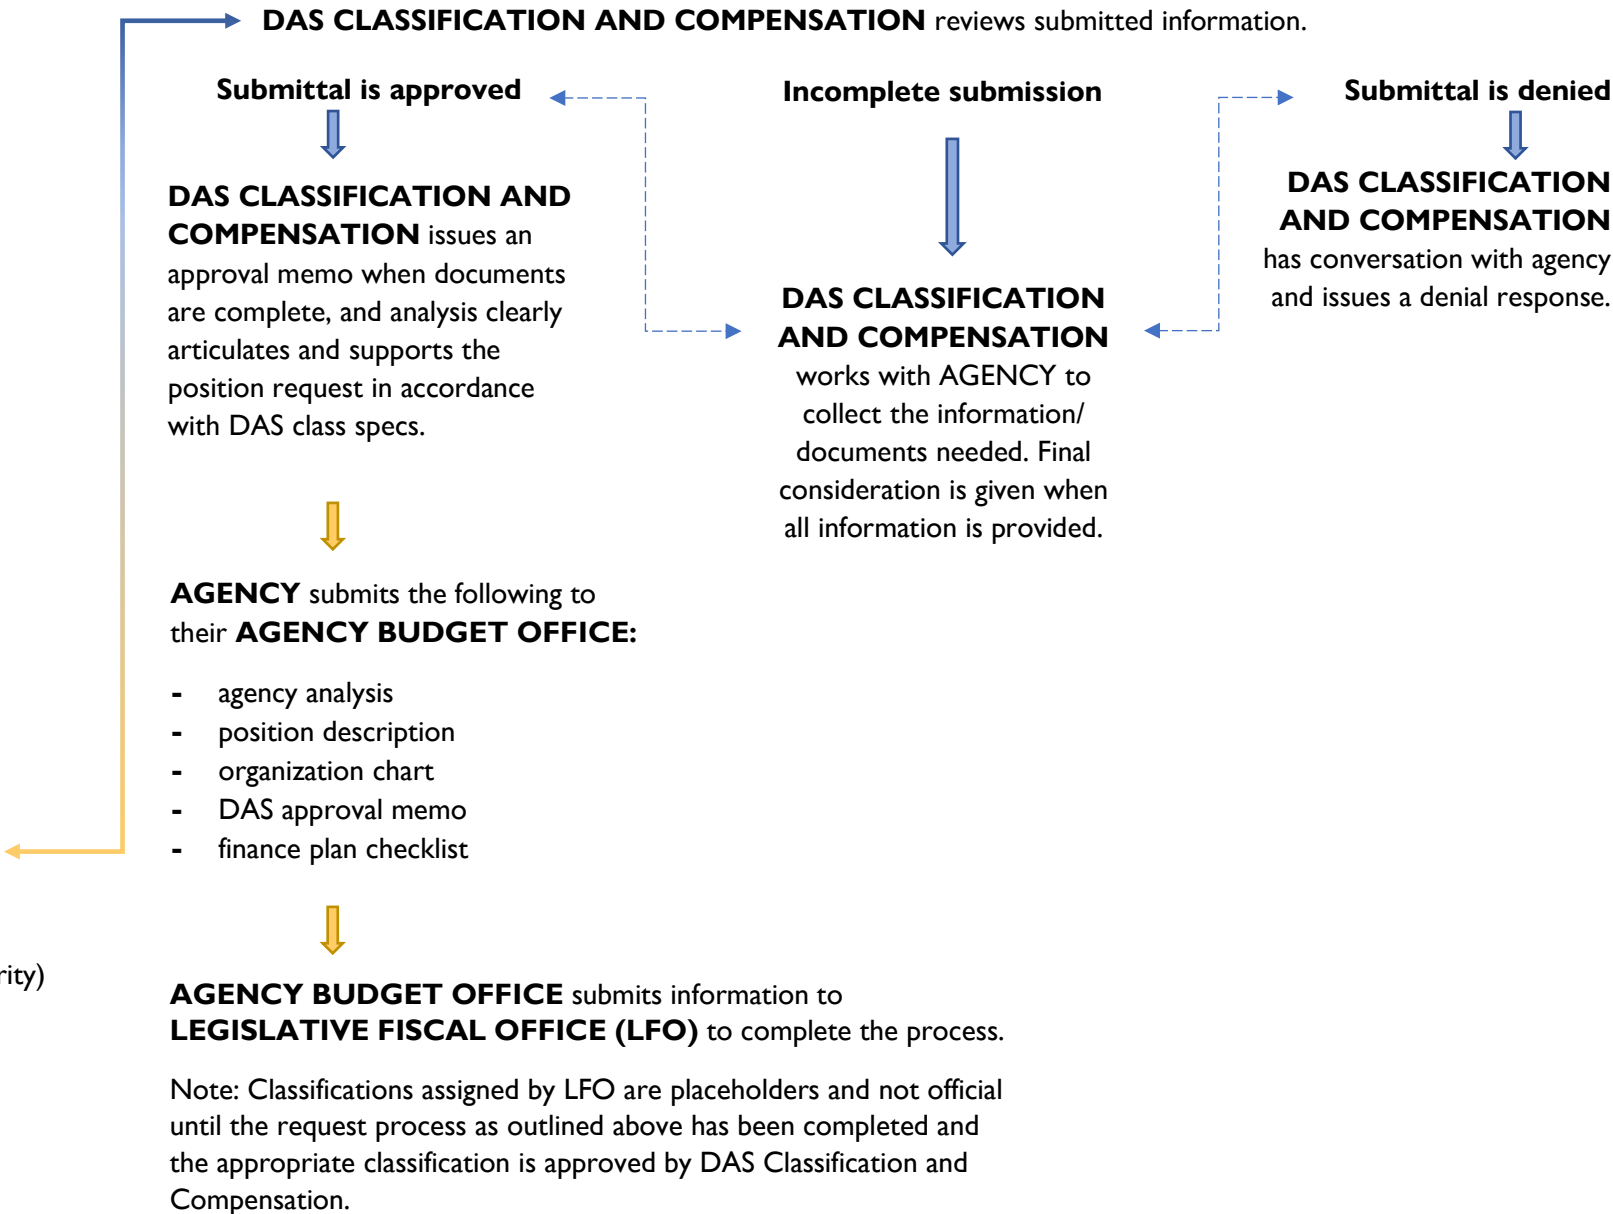 DAS CLASSIFICATION AND COMPENSATION reviews submitted information.
Submittal is approved
Incomplete submission
Submittal is denied
DAS CLASSIFICATION AND
COMPENSATION issues an
approval memo when documents
are complete, and analysis clearly
articulates and supports the
position request in accordance
with DAS class specs.
DAS CLASSIFICATION
AND COMPENSATION
works with AGENCY to
collect the information/
documents needed. Final
consideration is given when
all information is provided.
DAS CLASSIFICATION
AND COMPENSATION
has conversation with agency
and issues a denial response.
AGENCY submits the following to
their AGENCY BUDGET OFFICE:
- agency analysis
- position description
- organization chart
- DAS approval memo
- finance plan checklist
rity)
AGENCY BUDGET OFFICE submits information to
LEGISLATIVE FISCAL OFFICE (LFO) to complete the process.
Note: Classifications assigned by LFO are placeholders and not official
until the request process as outlined above has been completed and
the appropriate classification is approved by DAS Classification and
Compensation.